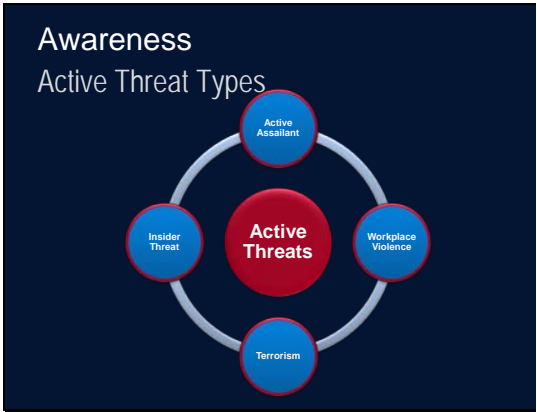 Awareness
Active Threat Types
Active
Assailant
Insider
Threat
Active
Threats
Workplace
Violence
Terrorism